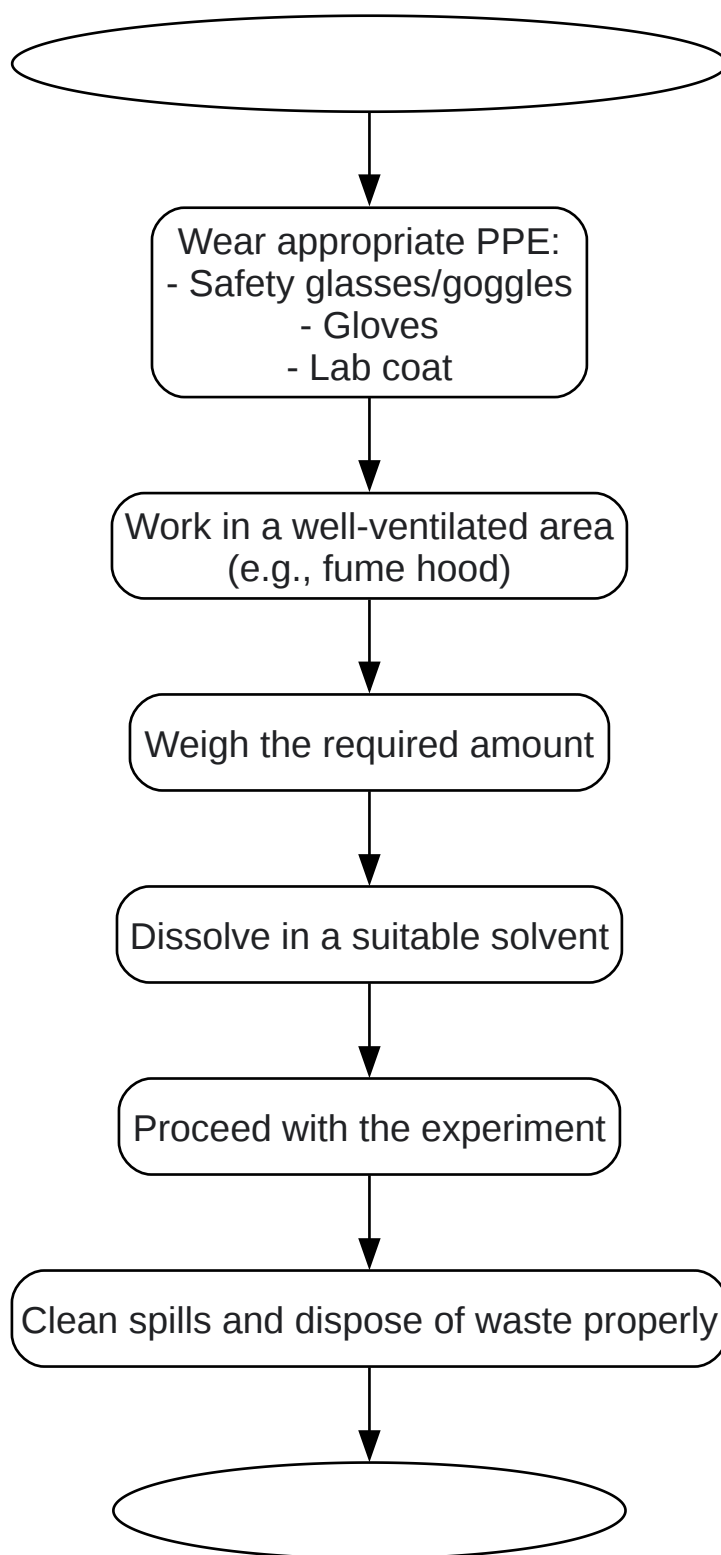 Wear appropriate PPE:
- Safety glasses/goggles
- Gloves
- Lab coat
Work in a well-ventilated area
(e.g., fume hood)
Weigh the required amount
Dissolve in a suitable solvent
Proceed with the experiment
Clean spills and dispose of waste properly